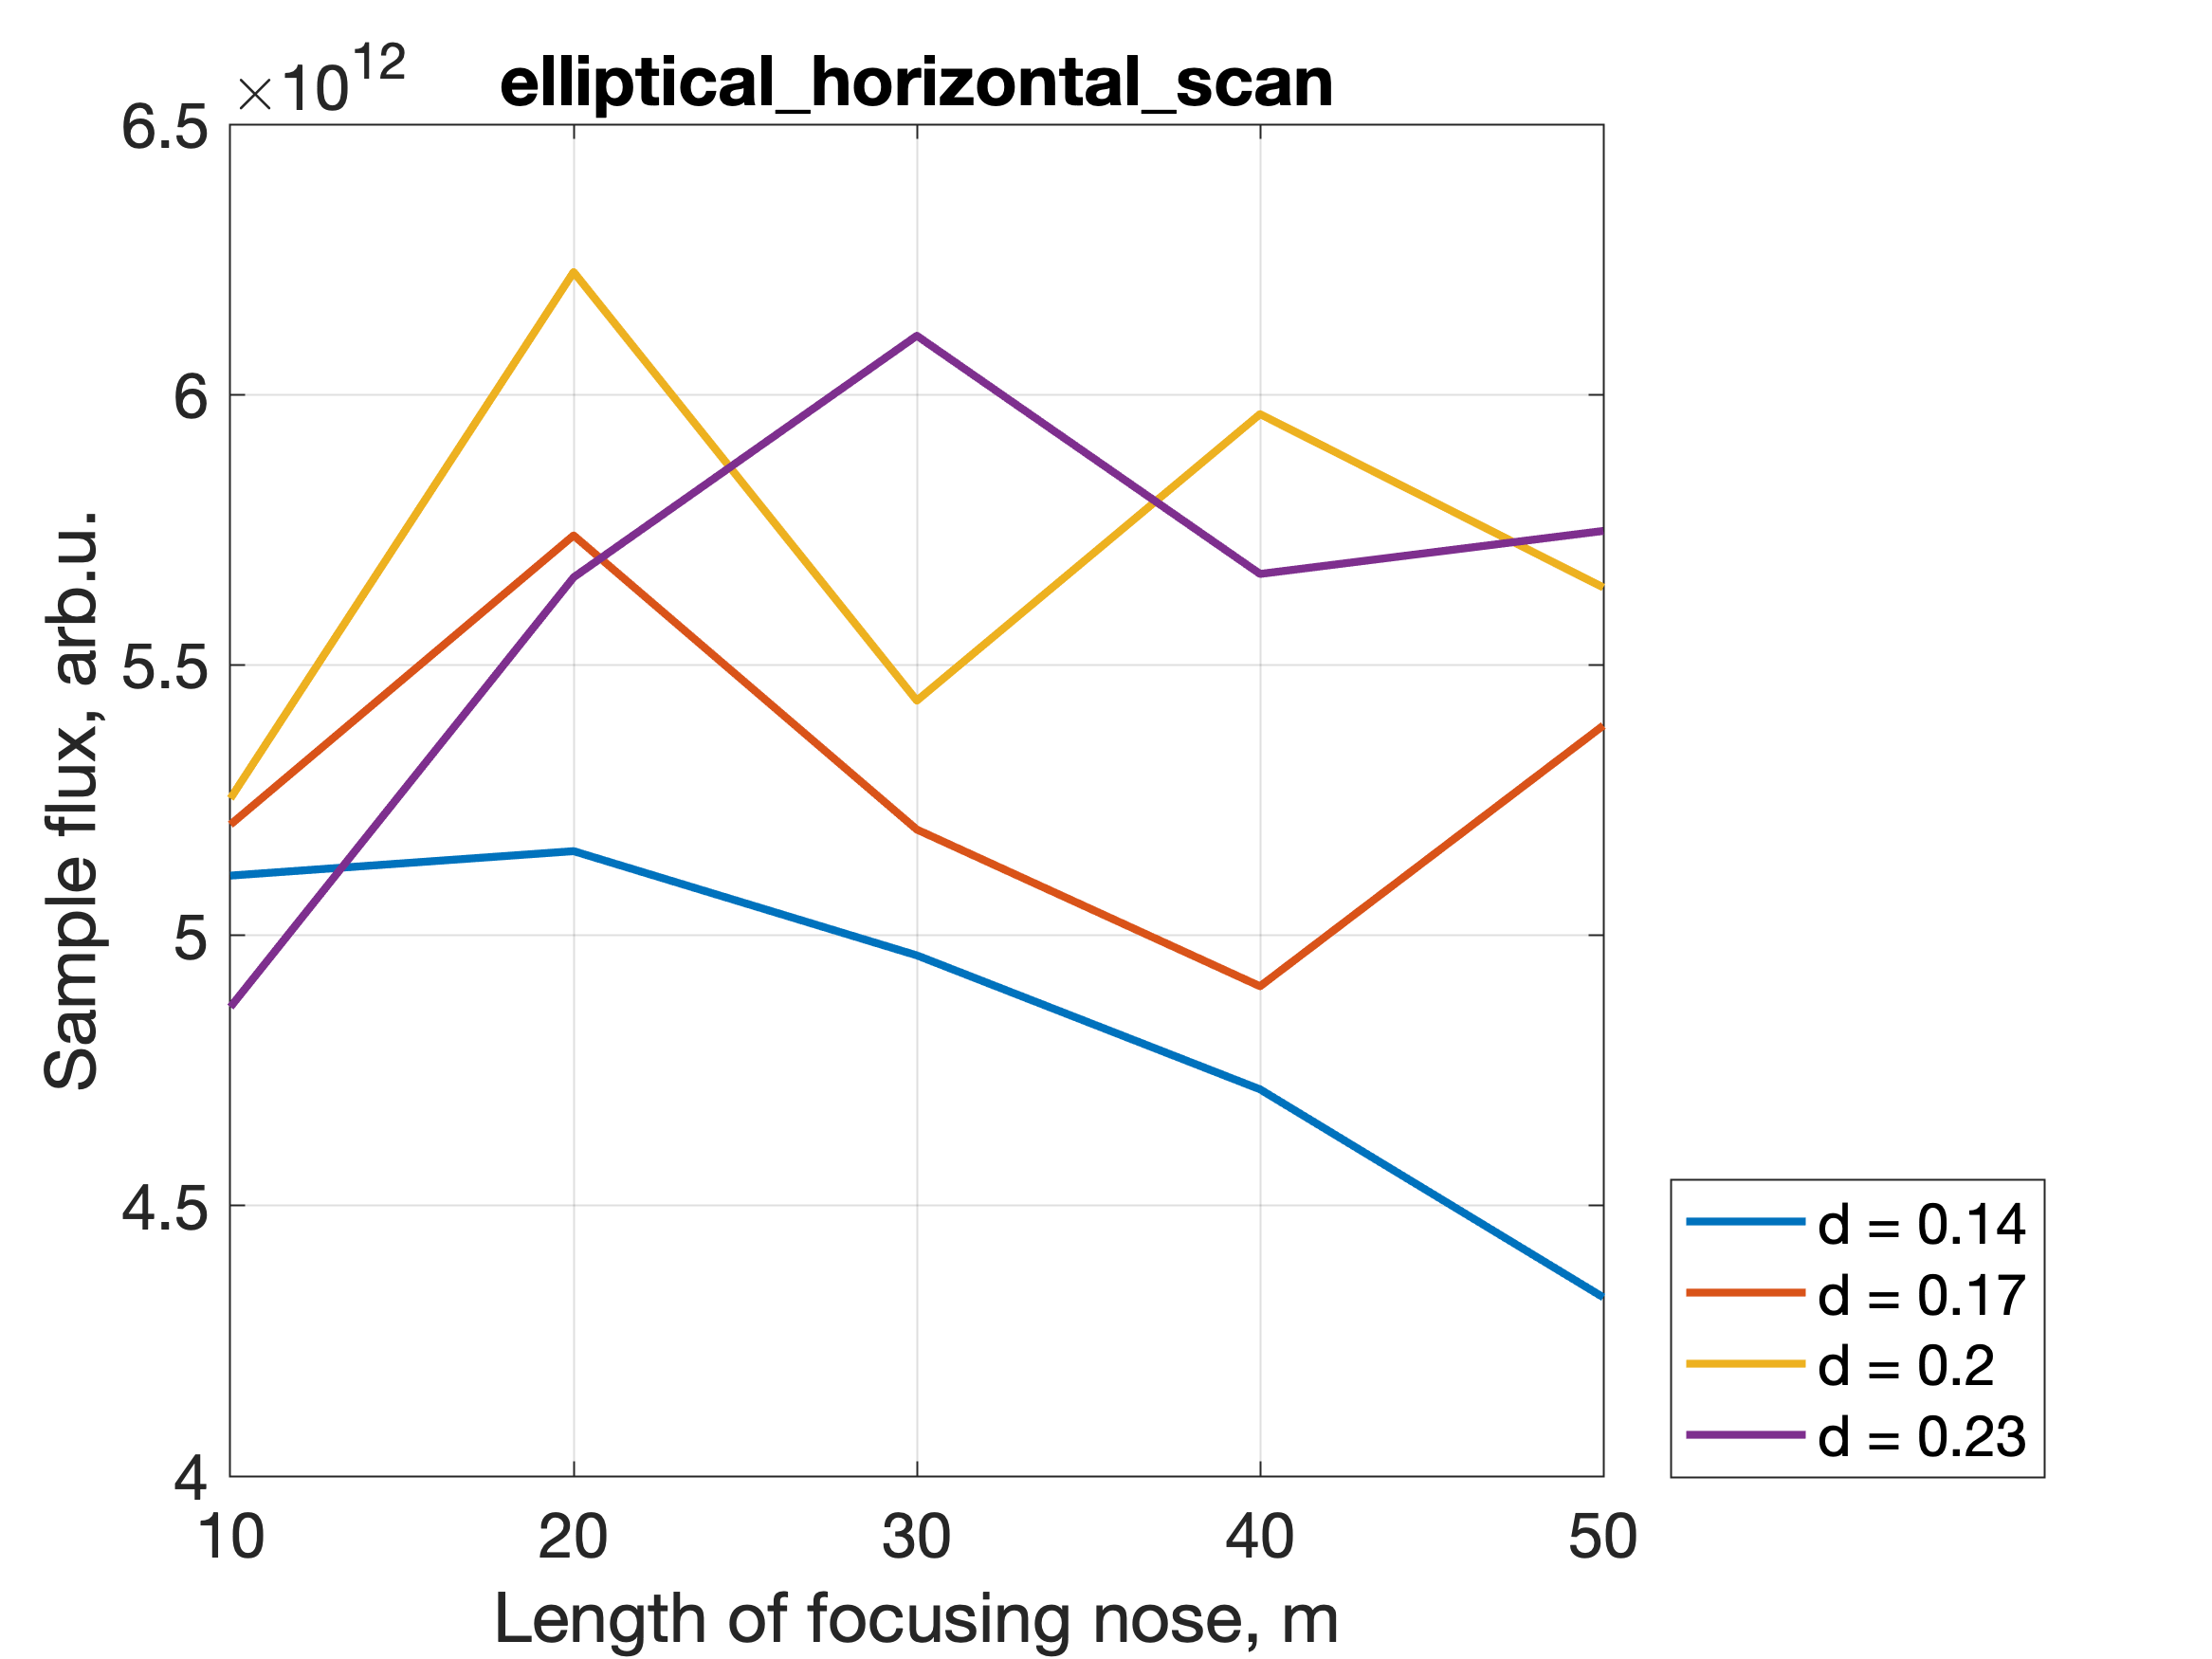 ×10^12
elliptical_horizontal_scan
6.5
6
5.5
5
4.5
4
Sample flux, arb.u.
10 20 30 40 50
Length of focusing nose, m
d = 0.14
d = 0.17
d = 0.2
d = 0.23